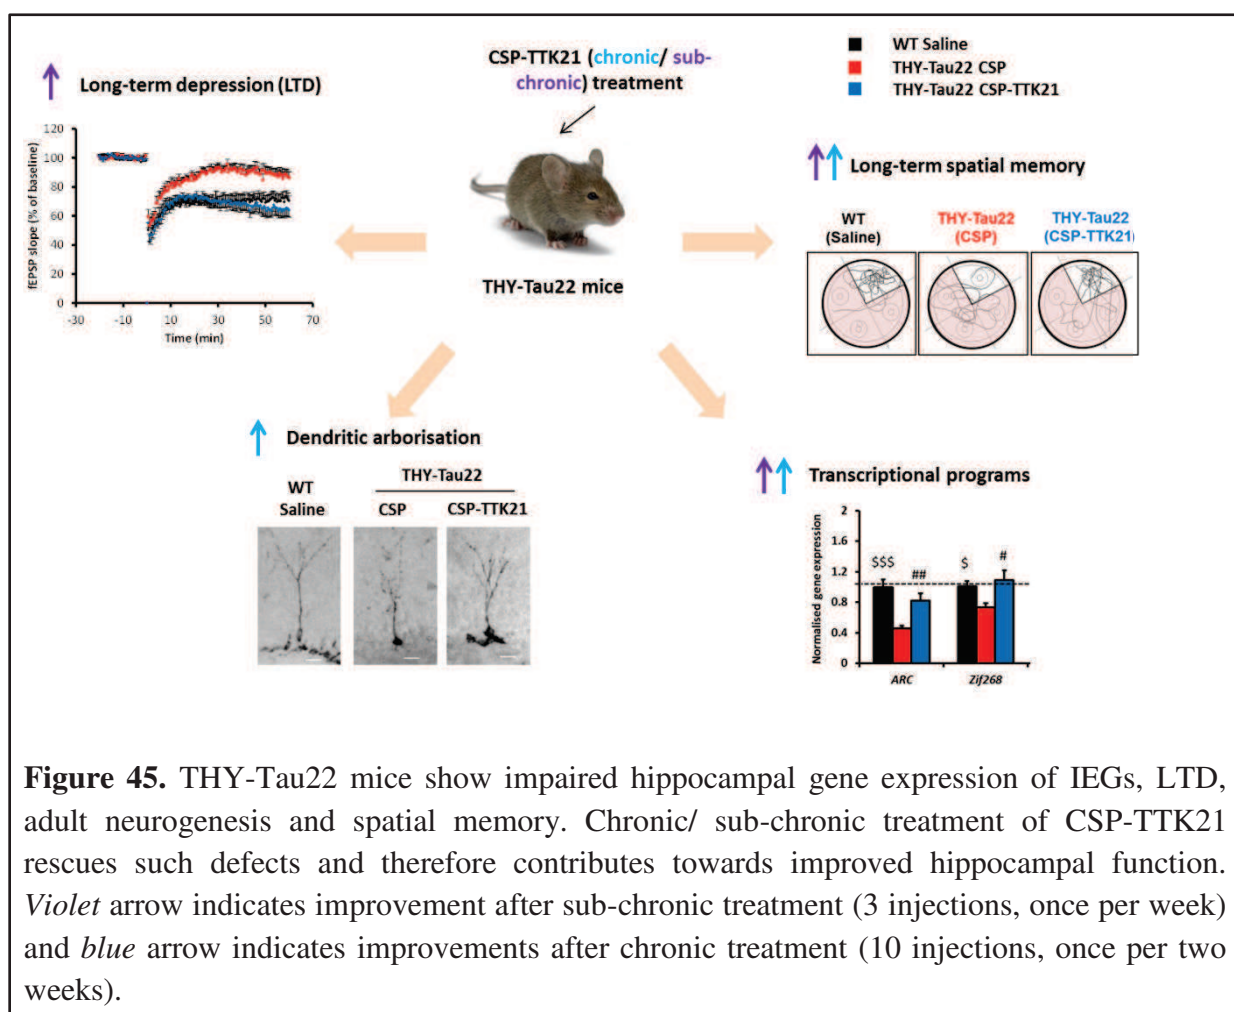 CSP-TTK21 (chronic/ sub-
chronic) treatment
THY-Tau22 mice
WT Saline
THY-Tau22 CSP
THY-Tau22 CSP-TTK21
Long-term depression (LTD)
fEPSP slope (% of baseline)
120
100
80
60
40
20
0
-30 -10 10 30 50 70
Time (min)
Long-term spatial memory
WT
(Saline)
THY-Tau22
(CSP)
THY-Tau22
(CSP-TTK21)
Dendritic arborisation
WT
Saline
THY-Tau22
CSP CSP-TTK21
Transcriptional programs
Normalised gene expression
2
1.6
1.2
0.8
0.4
0
$$$ ## $ #
ARC Zif268
Figure 45. THY-Tau22 mice show impaired hippocampal gene expression of IEGs, LTD,
adult neurogenesis and spatial memory. Chronic/ sub-chronic treatment of CSP-TTK21
rescues such defects and therefore contributes towards improved hippocampal function.
Violet arrow indicates improvement after sub-chronic treatment (3 injections, once per week)
and blue arrow indicates improvements after chronic treatment (10 injections, once per two
weeks).